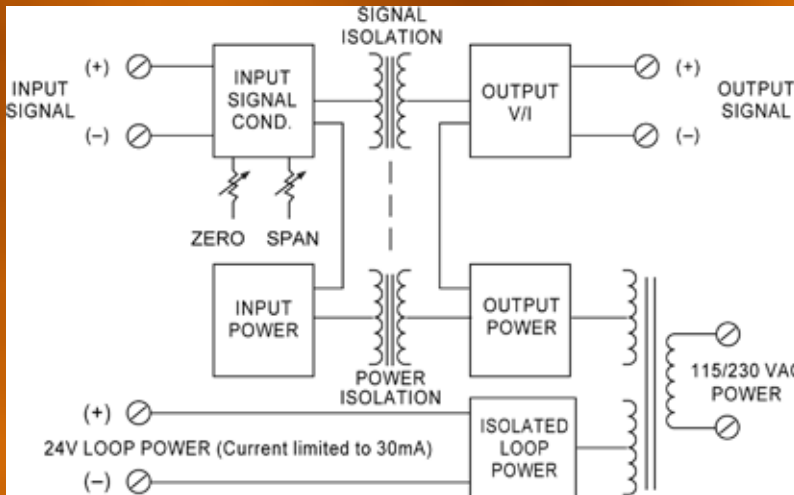 SIGNAL
ISOLATION
(+)
INPUT
SIGNAL
(–)
INPUT
SIGNAL
COND.
OUTPUT
V/I
(+)
OUTPUT
SIGNAL
(–)
ZERO
SPAN
INPUT
POWER
OUTPUT
POWER
POWER
ISOLATION
115/230 VAC
POWER
(+)
24V LOOP POWER (Current limited to 30mA)
(–)
ISOLATED
LOOP
POWER